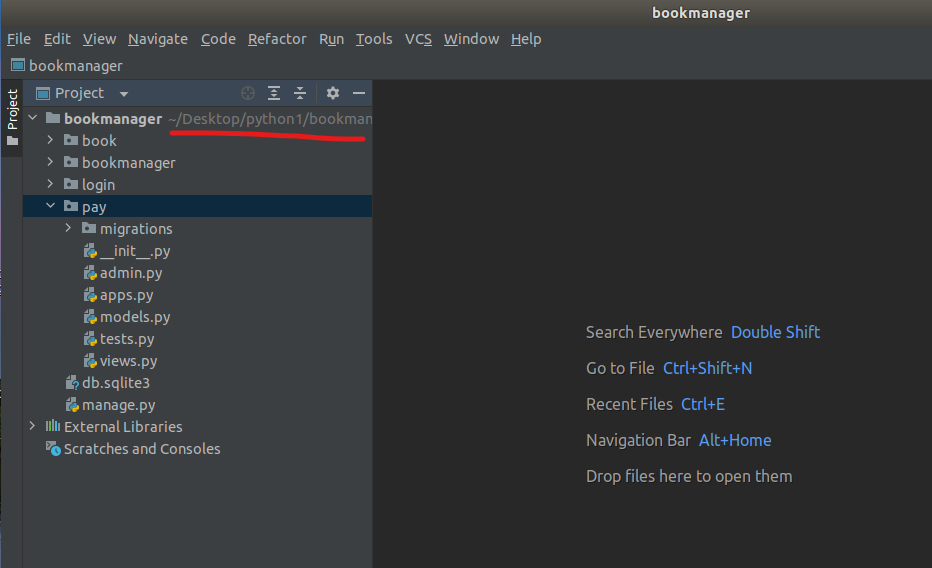 bookmanager
File Edit View Navigate Code Refactor Run Tools VCS Window Help
bookmanager
Project
Project
bookmanager ~/Desktop/python1/bookman
book
bookmanager
login
pay
migrations
__init__.py
admin.py
apps.py
models.py
tests.py
views.py
db.sqlite3
manage.py
External Libraries
Scratches and Consoles
Search Everywhere Double Shift
Go to File Ctrl+Shift+N
Recent Files Ctrl+E
Navigation Bar Alt+Home
Drop files here to open them